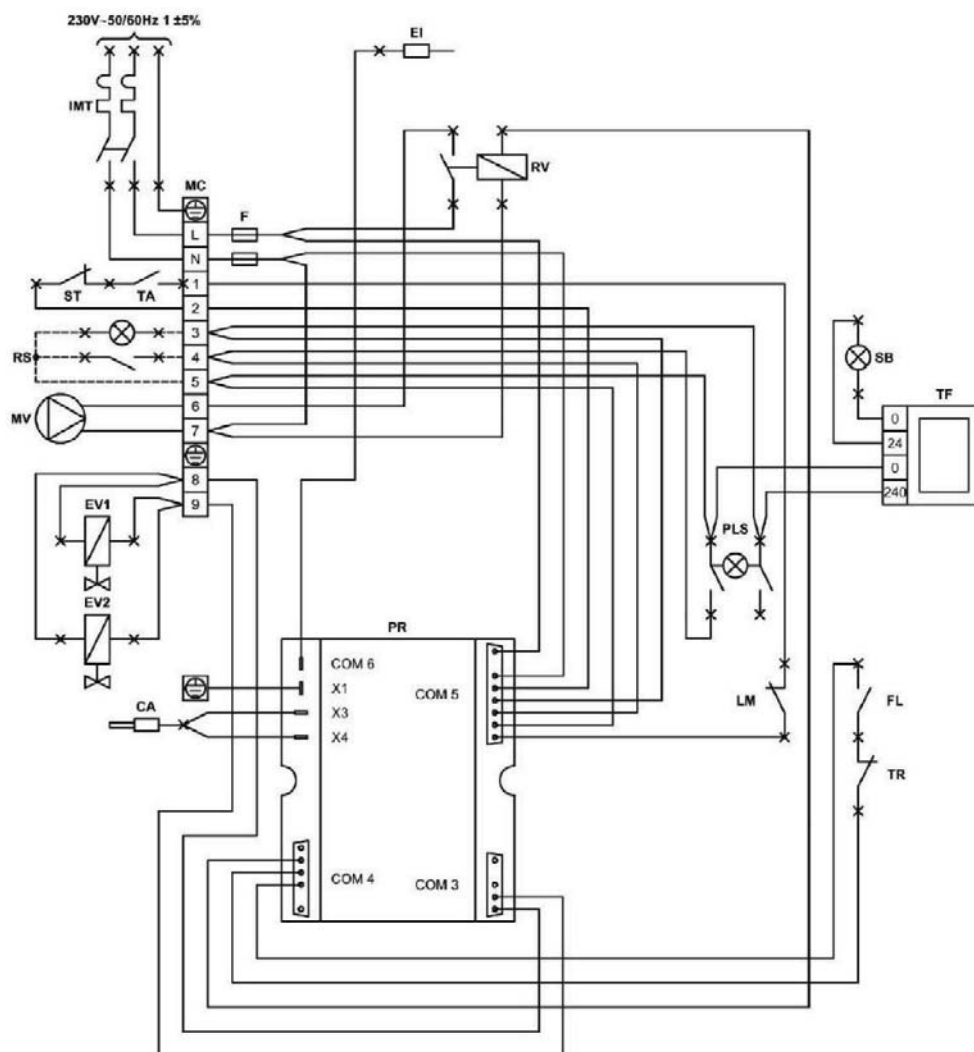 230V~50/60Hz 1 ±5%
EI
IMT
RV
MC
F
L
N
ST
TA
1
2
3
RS
4
5
SB
TF
MV
6
7
0
24
0
240
8
9
EV1
PLS
EV2
PR
COM 6
X1
COM 5
X3
X4
CA
LM
FL
TR
COM 4
COM 3